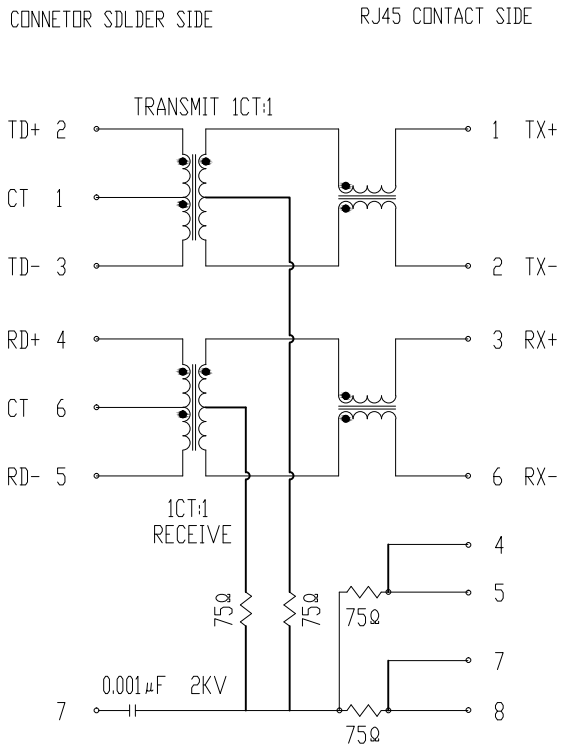 CONNETOR SDLDER SIDE
RJ45 CONTACT SIDE
TRANSMIT 1CT:1
TD+ 2
1 TX+
CT 1
TD- 3
2 TX-
RD+ 4
3 RX+
CT 6
RD- 5
6 RX-
1CT:1
RECEIVE
4
5
75Ω
75Ω
75Ω
7
0.001µF 2KV
7
8
75Ω